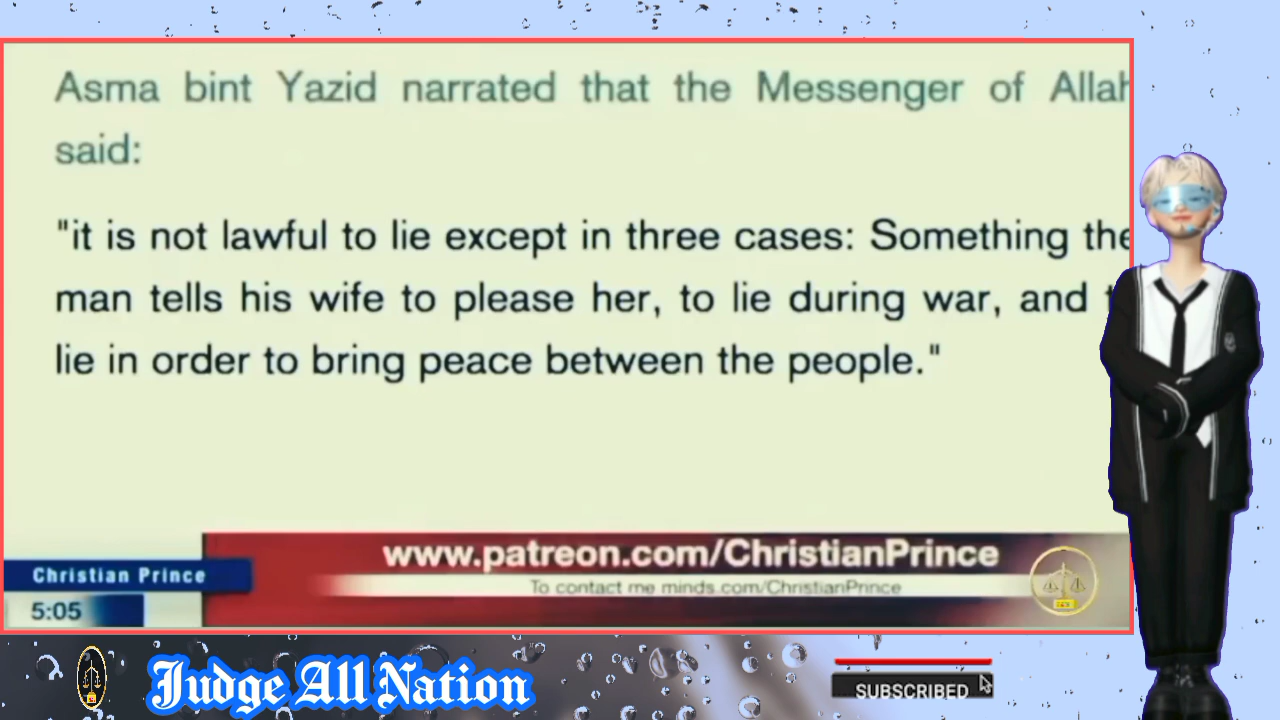 Asma bint Yazid narrated that the Messenger of Allah
said:
"it is not lawful to lie except in three cases: Something the
man tells his wife to please her, to lie during war, and
lie in order to bring peace between the people."
www.patreon.com/ChristianPrince
To contact me minds.com/ChristianPrince
Christian Prince
5:05
Judge All Nation
SUBSCRIBED